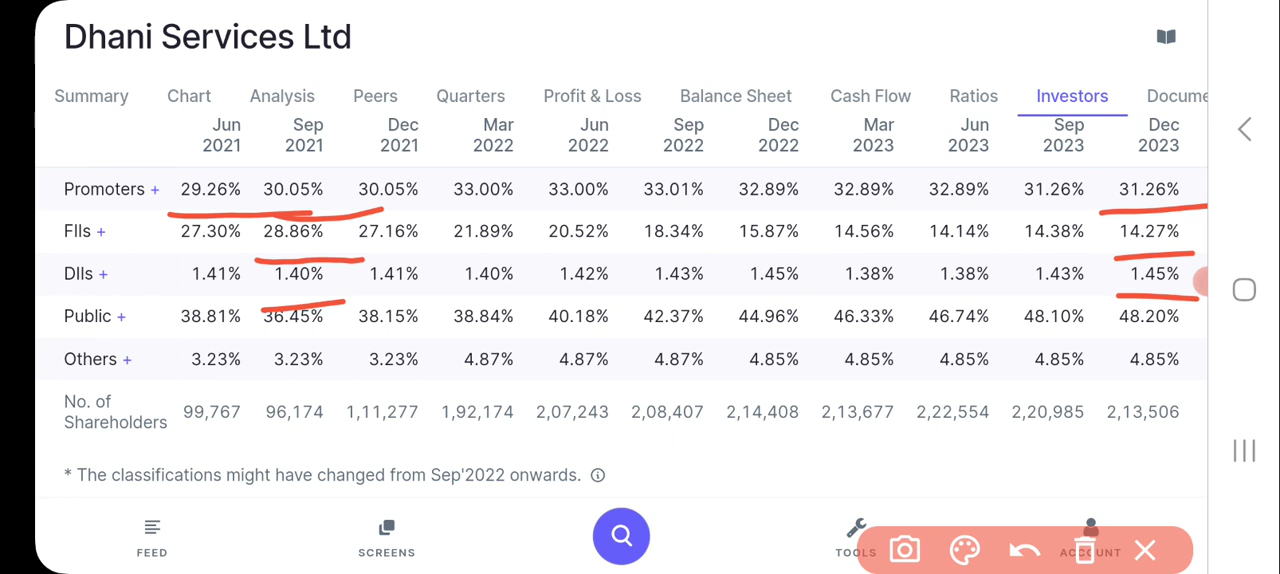 Dhani Services Ltd
Summary Chart Analysis Peers Quarters Profit & Loss Balance Sheet Cash Flow Ratios Investors Docume
Jun Sep Dec Mar Jun Sep Dec Mar Jun Sep Dec
2021 2021 2021 2022 2022 2022 2022 2023 2023 2023 2023
Promoters + 29.26% 30.05% 30.05% 33.00% 33.00% 33.01% 32.89% 32.89% 32.89% 31.26% 31.26%
FIIs + 27.30% 28.86% 27.16% 21.89% 20.52% 18.34% 15.87% 14.56% 14.14% 14.38% 14.27%
DIIs + 1.41% 1.40% 1.41% 1.40% 1.42% 1.43% 1.45% 1.38% 1.38% 1.43% 1.45%
Public + 38.81% 36.45% 38.15% 38.84% 40.18% 42.37% 44.96% 46.33% 46.74% 48.10% 48.20%
Others + 3.23% 3.23% 3.23% 4.87% 4.87% 4.87% 4.85% 4.85% 4.85% 4.85% 4.85%
No. of
Shareholders 99,767 96,174 1,11,277 1,92,174 2,07,243 2,08,407 2,14,408 2,13,677 2,22,554 2,20,985 2,13,506
* The classifications might have changed from Sep'2022 onwards.
FEED SCREENS TOOLS ACCOUNT